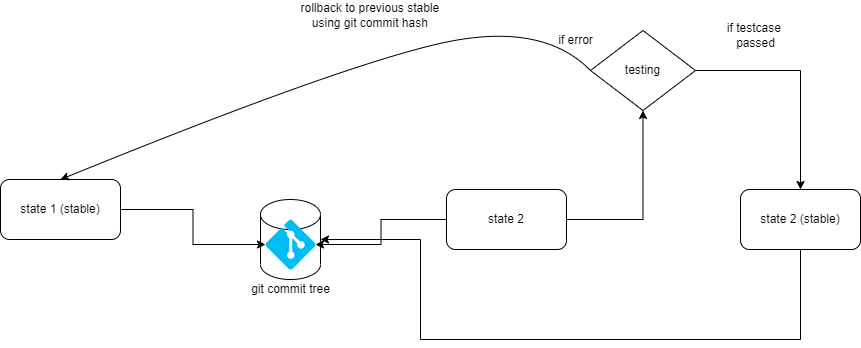 rollback to previous stable
using git commit hash
if error
if testcase
passed
testing
state 1 (stable)
state 2
state 2 (stable)
git commit tree